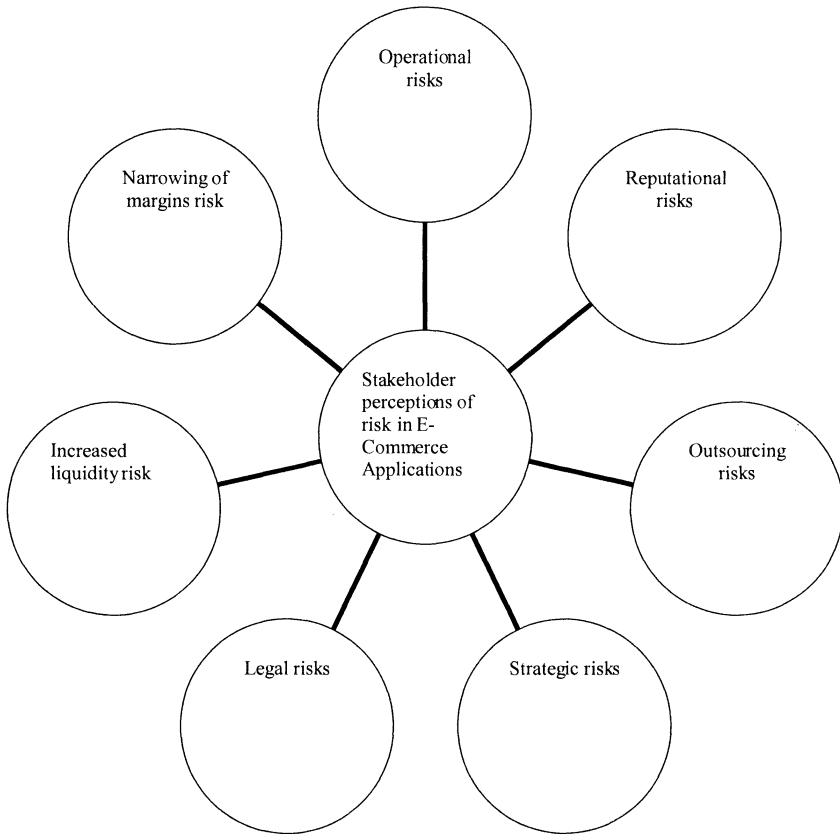 Operational
risks
Narrowing of
margins risk
Reputational
risks
Stakeholder
perceptions of
risk in E-
Commerce
Applications
Increased
liquidity risk
Outsourcing
risks
Legal risks
Strategic risks